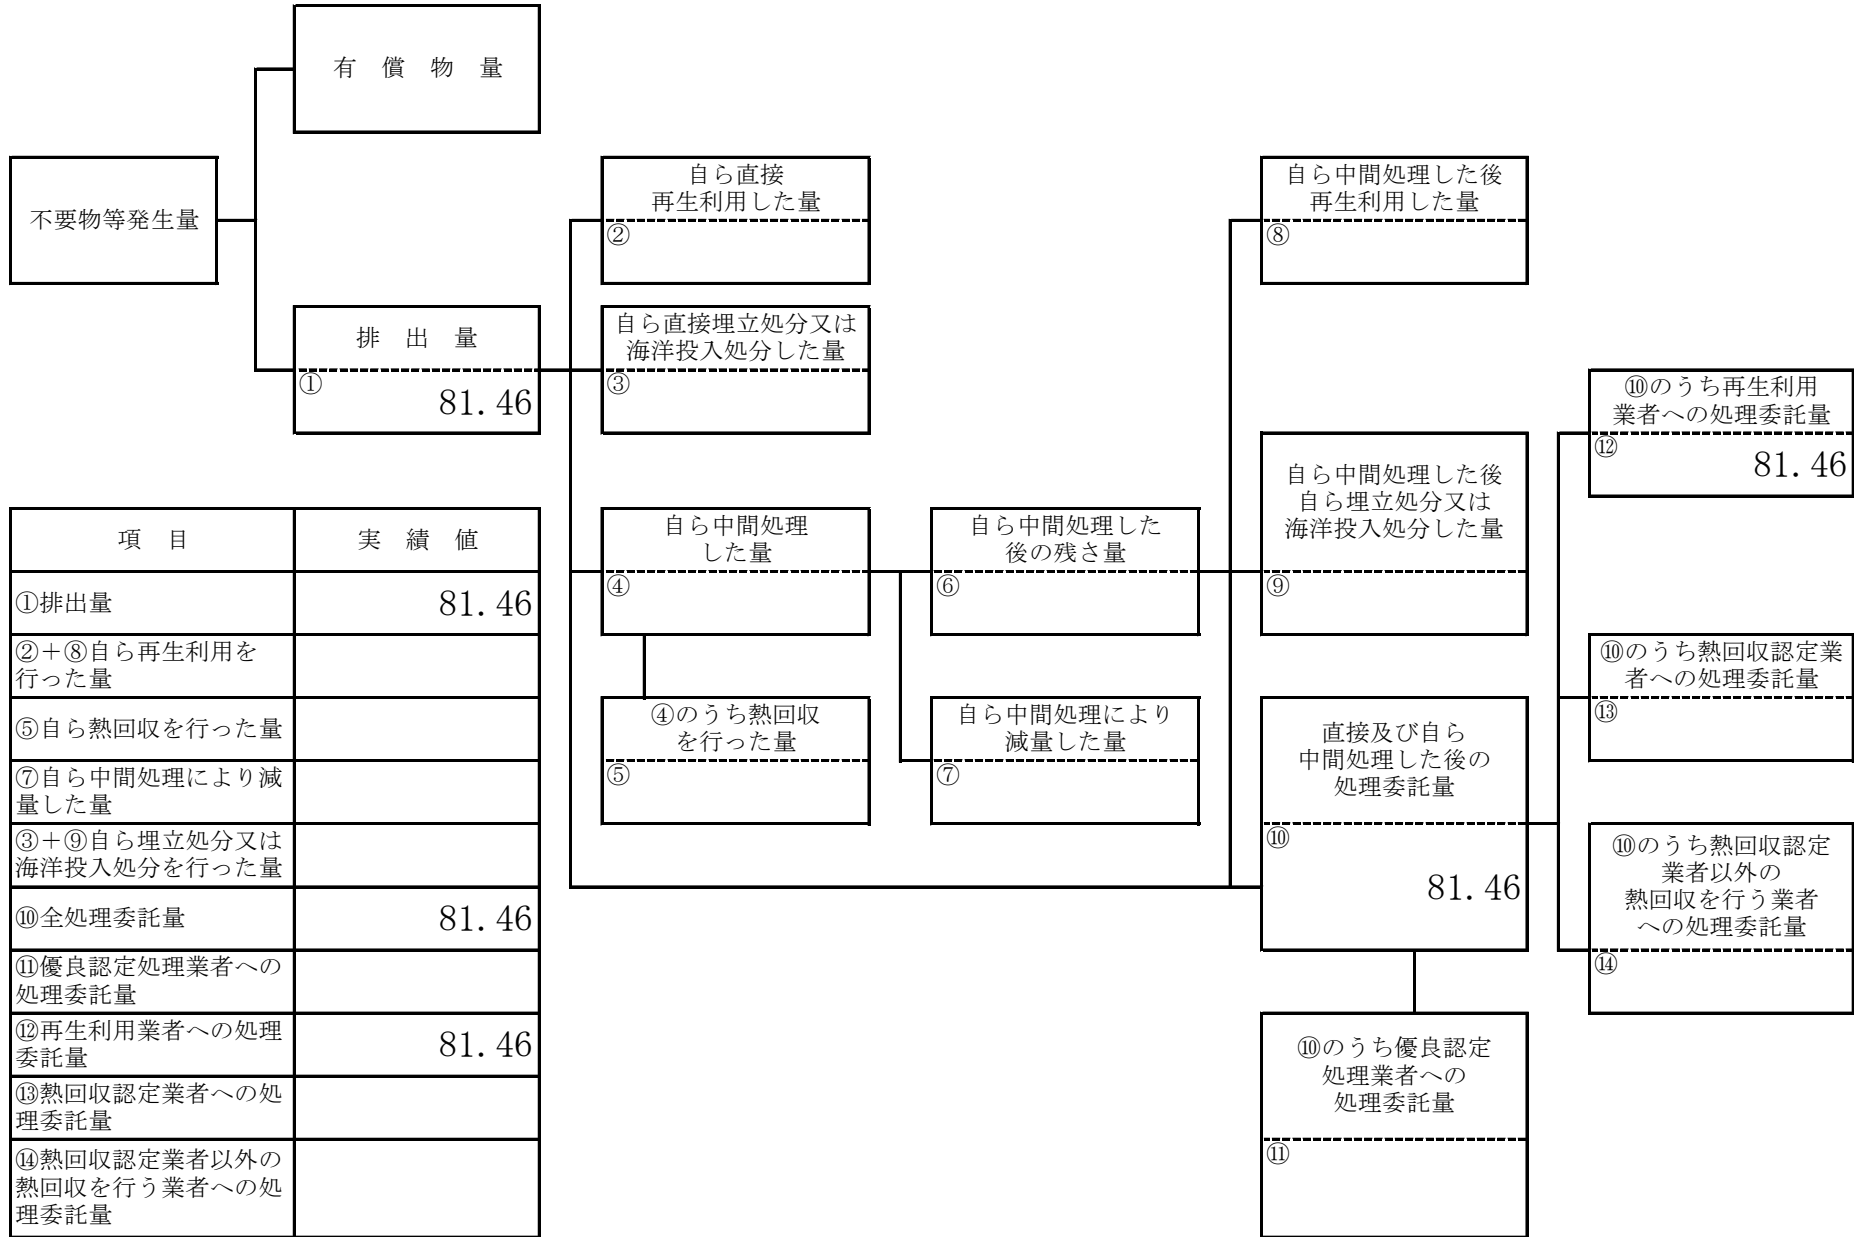 有　償　物　量
不要物等発生量
排　出　量
①
81.46
自ら直接
再生利用した量
②
自ら直接埋立処分又は
海洋投入処分した量
③
自ら中間処理
した量
④
④のうち熱回収
を行った量
⑤
自ら中間処理した
後の残さ量
⑥
自ら中間処理により
減量した量
⑦
自ら中間処理した後
再生利用した量
⑧
自ら中間処理した後
自ら埋立処分又は
海洋投入処分した量
⑨
直接及び自ら
中間処理した後の
処理委託量
⑩
81.46
⑩のうち優良認定
処理業者への
処理委託量
⑪
⑩のうち再生利用
業者への処理委託量
⑫
81.46
⑩のうち熱回収認定業
者への処理委託量
⑬
⑩のうち熱回収認定
業者以外の
熱回収を行う業者
への処理委託量
⑭
項　目　実　績　値
①排出量　81.46
②＋⑧自ら再生利用を
行った量
⑤自ら熱回収を行った量
⑦自ら中間処理により減
量した量
③＋⑨自ら埋立処分又は
海洋投入処分を行った量
⑩全処理委託量　81.46
⑪優良認定処理業者への
処理委託量
⑫再生利用業者への処理
委託量　81.46
⑬熱回収認定業者への処
理委託量
⑭熱回収認定業者以外の
熱回収を行う業者への処
理委託量